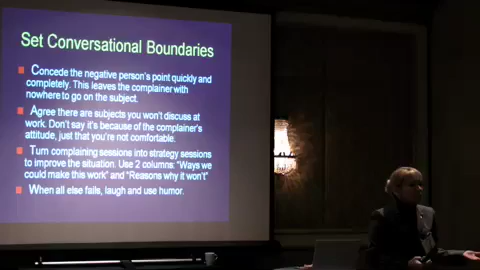 Set Conversational Boundaries
Concede the negative person's point quickly and
completely. This leaves the complainer with
nowhere to go on the subject.
Agree there are subjects you won't discuss at
work. Don't say it's because of the complainer's
attitude, just that you're not comfortable.
Turn complaining sessions into strategy sessions
to improve the situation. Use 2 columns: "Ways we
could make this work" and "Reasons why it won't"
When all else fails, laugh and use humor.